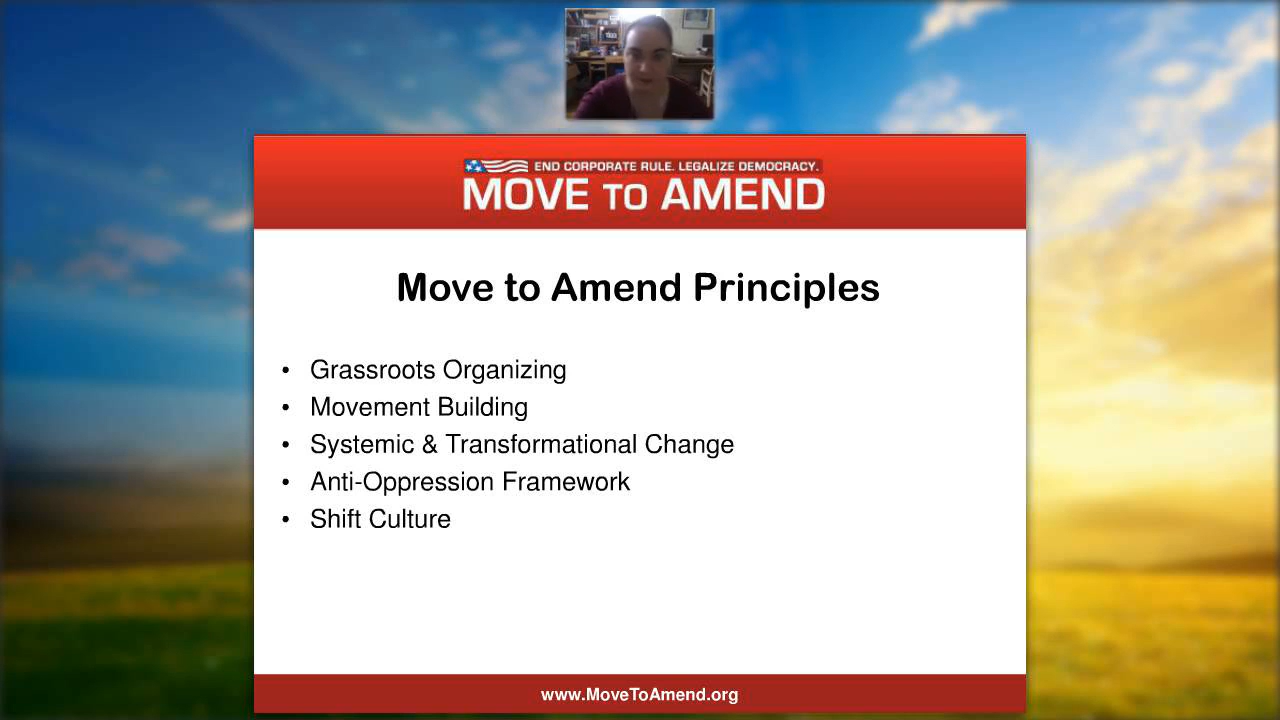 END CORPORATE RULE. LEGALIZE DEMOCRACY.
MOVE TO AMEND
Move to Amend Principles
• Grassroots Organizing
• Movement Building
• Systemic & Transformational Change
• Anti-Oppression Framework
• Shift Culture
www.MoveToAmend.org